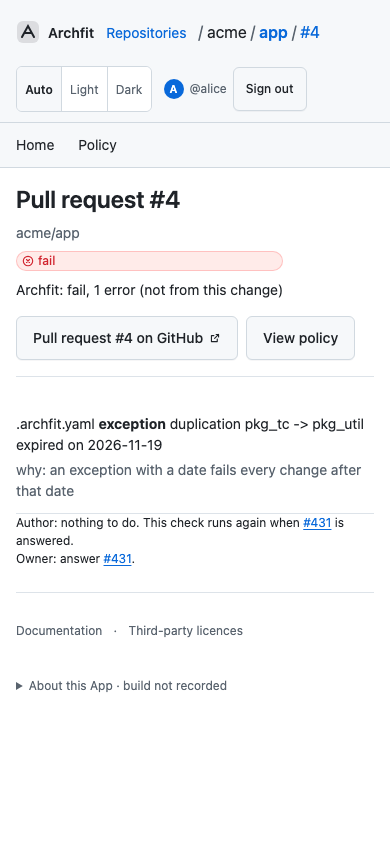 Archfit Repositories / acme / app / #4
Auto Light Dark A @alice Sign out
Home Policy
Pull request #4
acme/app
fail
Archfit: fail, 1 error (not from this change)
Pull request #4 on GitHub View policy
.archfit.yaml exception duplication pkg_tc -> pkg_util
expired on 2026-11-19
why: an exception with a date fails every change after
that date
Author: nothing to do. This check runs again when #431 is
answered.
Owner: answer #431.
Documentation · Third-party licences
About this App · build not recorded